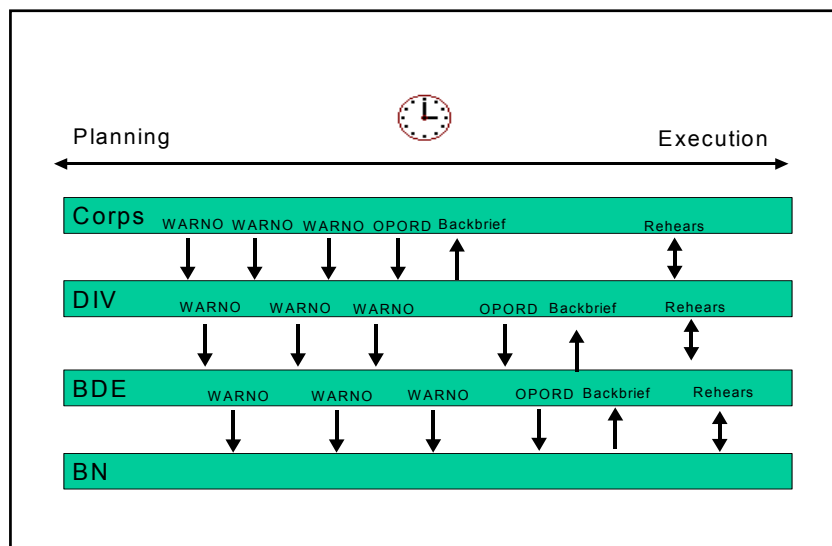 Planning Execution
Corps WARNO WARNO WARNO OPORD Backbrief Rehears
DIV WARNO WARNO WARNO OPORD Backbrief Rehears
BDE WARNO WARNO WARNO OPORD Backbrief Rehears
BN